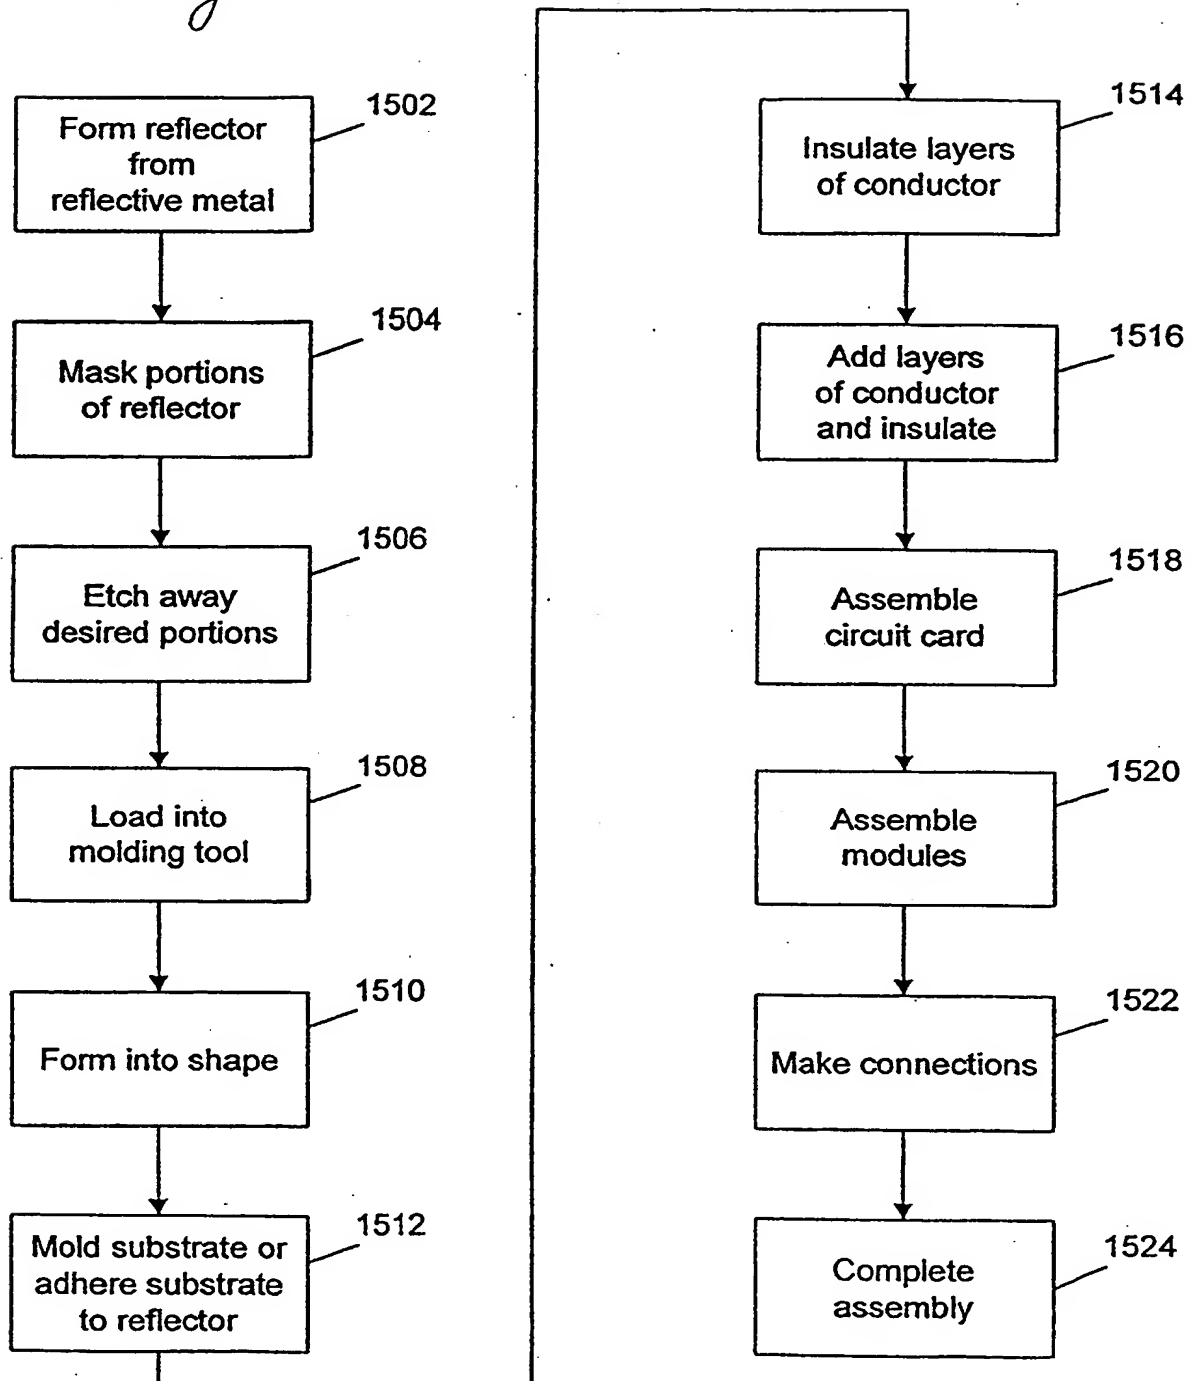 1502
Form reflector
from
reflective metal
1504
Mask portions
of reflector
1506
Etch away
desired portions
1508
Load into
molding tool
1510
Form into shape
1512
Mold substrate or
adhere substrate
to reflector
1514
Insulate layers
of conductor
1516
Add layers
of conductor
and insulate
1518
Assemble
circuit card
1520
Assemble
modules
1522
Make connections
1524
Complete
assembly